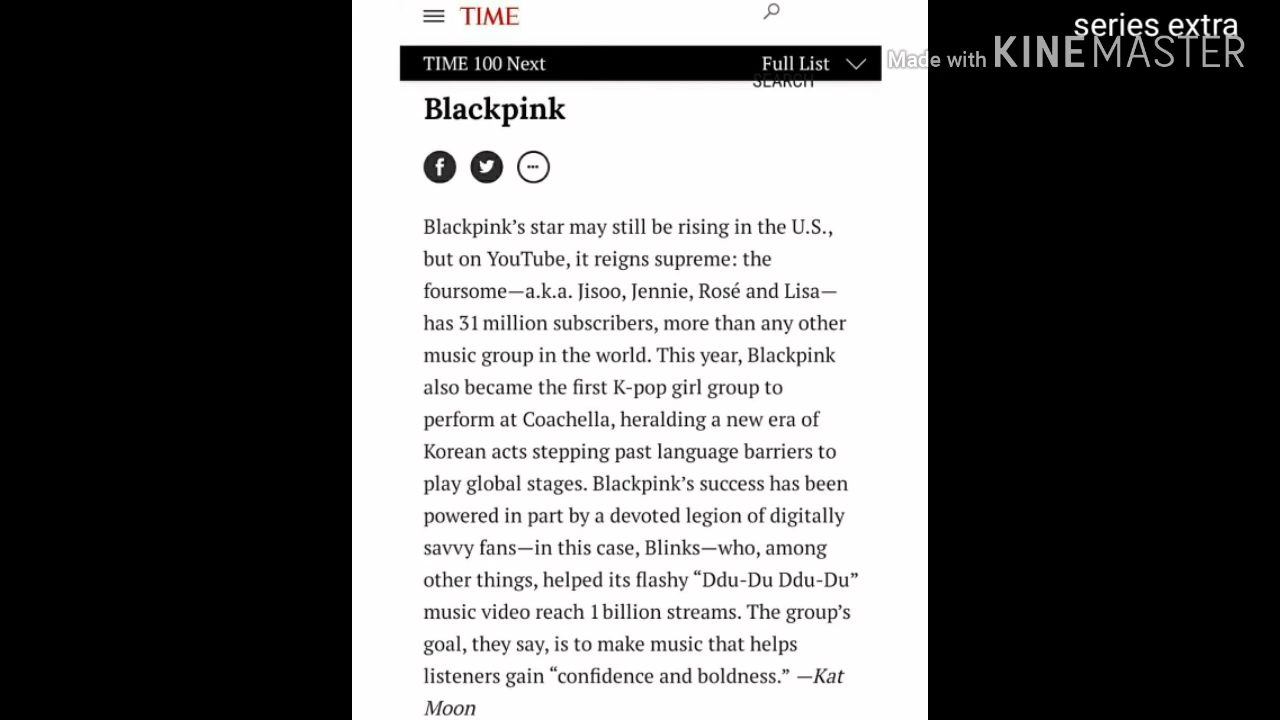 TIME
series extra
Made with KINEMASTER
TIME 100 Next
Full List
SEARCH
Blackpink
Blackpink’s star may still be rising in the U.S.,
but on YouTube, it reigns supreme: the
foursome—a.k.a. Jisoo, Jennie, Rosé and Lisa—
has 31 million subscribers, more than any other
music group in the world. This year, Blackpink
also became the first K-pop girl group to
perform at Coachella, heralding a new era of
Korean acts stepping past language barriers to
play global stages. Blackpink’s success has been
powered in part by a devoted legion of digitally
savvy fans—in this case, Blinks—who, among
other things, helped its flashy “Ddu-Du Ddu-Du”
music video reach 1 billion streams. The group’s
goal, they say, is to make music that helps
listeners gain “confidence and boldness.” —Kat
Moon